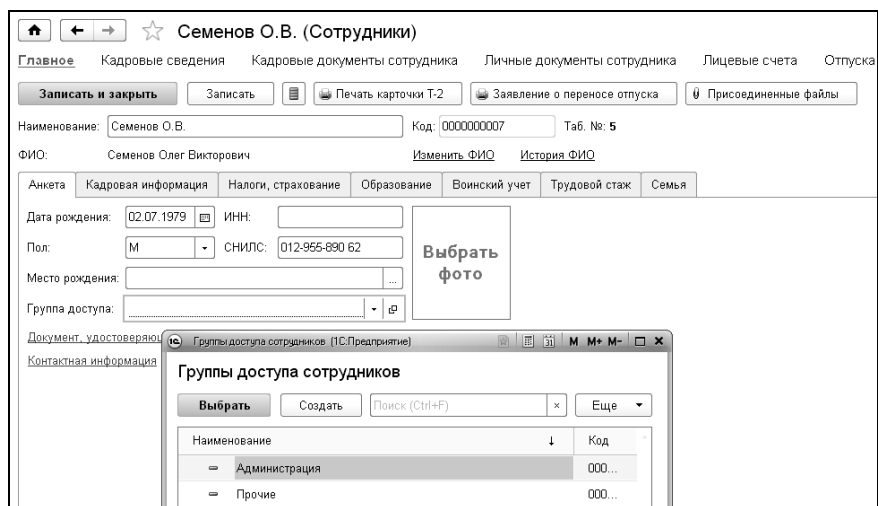 Семенов О.В. (Сотрудники)
Главное Кадровые сведения Кадровые документы сотрудника Личные документы сотрудника Лицевые счета Отпуска
Записать и закрыть Записать Печать карточки Т-2 Заявление о переносе отпуска Присоединенные файлы
Наименование: Семенов О.В. Код: 0000000007 Таб. №: 5
ФИО: Семенов Олег Викторович Изменить ФИО История ФИО
Анкета Кадровая информация Налоги, страхование Образование Воинский учет Трудовой стаж Семья
Дата рождения: 02.07.1979 ИНН:
Пол: М СНИЛС: 012-955-890 62
Выбрать фото
Место рождения: ...
Группа доступа:
Документ, удостоверяющ
Группы доступа сотрудников (1С:Предприятие) 31 M M+ M-
Контактная информация
Группы доступа сотрудников
Выбрать Создать Поиск (Ctrl+F) × Еще
Наименование ↓ Код
Администрация 000...
Прочие 000...